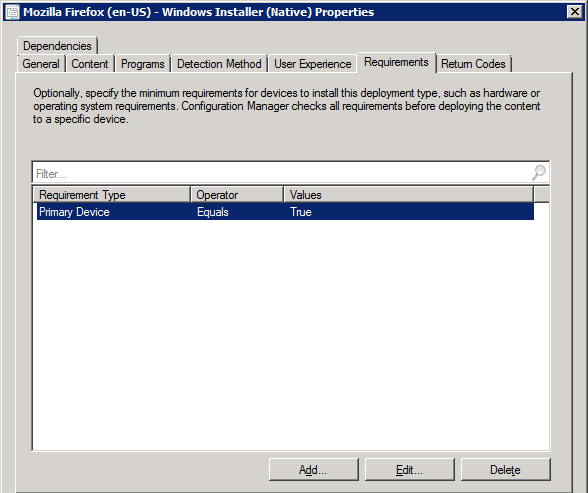 Mozilla Firefox (en-US) - Windows Installer (Native) Properties
Dependencies
General Content Programs Detection Method User Experience Requirements Return Codes
Optionally, specify the minimum requirements for devices to install this deployment type, such as hardware or
operating system requirements. Configuration Manager checks all requirements before deploying the content
to a specific device.
Filter...
Requirement Type Operator Values
Primary Device Equals True
Add... Edit... Delete